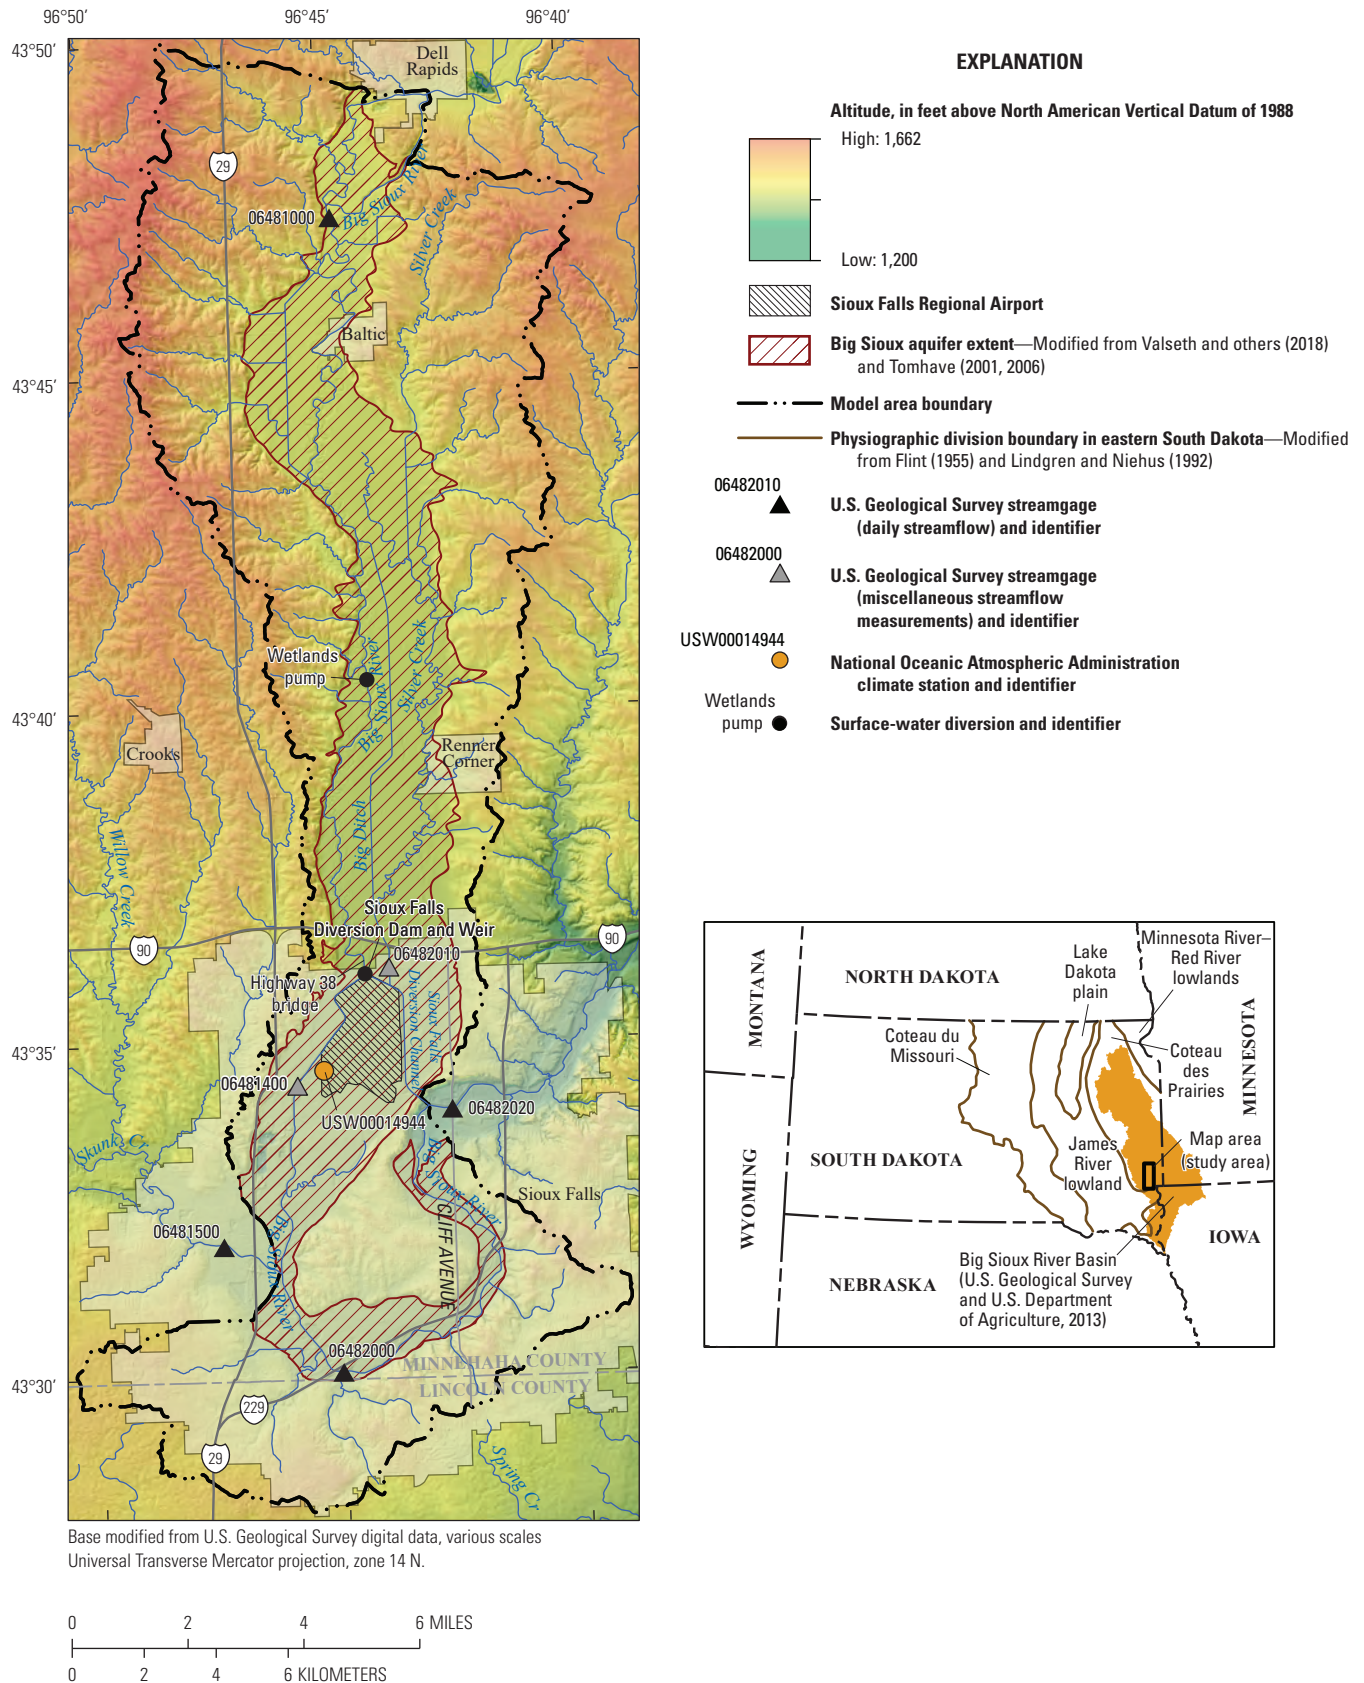 96°50′
96°45′
96°40′
43°50′
43°45′
43°40′
43°35′
43°30′
Dell
Rapids
29
06481000
Big Sioux River
Silver Creek
Baltic
Wetlands
pump
Big Sioux River
Silver Creek
Crooks
Renner
Corner
Willow Creek
Big Ditch
Sioux Falls
Diversion Dam and Weir
90
90
06482010
Highway 38
bridge
Sioux Falls
Diversion Channel
06481400
USW00014944
06482020
Skunk Cr
Big Sioux River
Sioux Falls
06481500
Big Sioux River
CLIFF AVENUE
06482000
MINNEHAHA COUNTY
LINCOLN COUNTY
229
29
Spring Cr
Base modified from U.S. Geological Survey digital data, various scales
Universal Transverse Mercator projection, zone 14 N.
0 2 4 6 MILES
0 2 4 6 KILOMETERS
EXPLANATION
Altitude, in feet above North American Vertical Datum of 1988
High: 1,662
Low: 1,200
Sioux Falls Regional Airport
Big Sioux aquifer extent—Modified from Valseth and others (2018)
and Tomhave (2001, 2006)
Model area boundary
Physiographic division boundary in eastern South Dakota—Modified
from Flint (1955) and Lindgren and Niehus (1992)
06482010
U.S. Geological Survey streamgage
(daily streamflow) and identifier
06482000
U.S. Geological Survey streamgage
(miscellaneous streamflow
measurements) and identifier
USW00014944
National Oceanic Atmospheric Administration
climate station and identifier
Wetlands
pump
Surface-water diversion and identifier
MONTANA
NORTH DAKOTA
Lake
Dakota
plain
Minnesota River–
Red River
lowlands
MINNESOTA
Coteau du
Missouri
Coteau
des
Prairies
WYOMING
SOUTH DAKOTA
James
River
lowland
Map area
(study area)
NEBRASKA
IOWA
Big Sioux River Basin
(U.S. Geological Survey
and U.S. Department
of Agriculture, 2013)